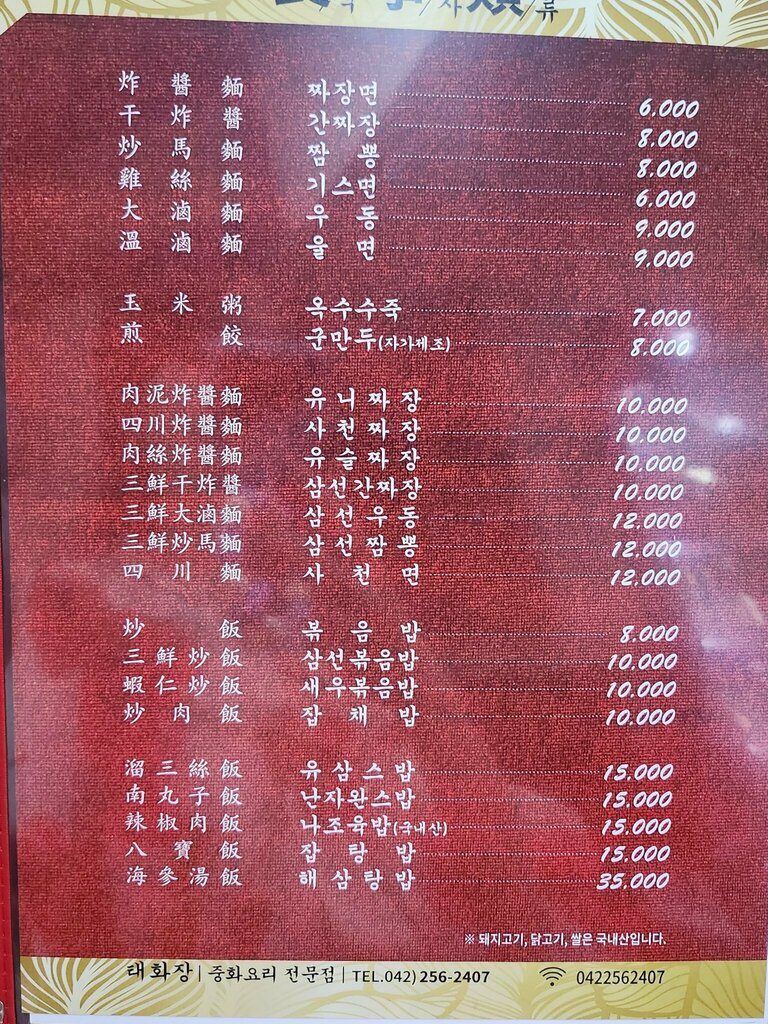 炸醬麵 짜장면 6.000
干炸醬 간짜장 8.000
炒馬麵 짬뽕 8.000
雞絲麵 기스면 6.000
大滷麵 우동 9.000
溫滷麵 울면 9.000
玉米粥 옥수수죽 7.000
煎餃 군만두(자가제조) 8.000
肉泥炸醬麵 유니짜장 10.000
四川炸醬麵 사천짜장 10.000
肉絲炸醬麵 유슬짜장 10.000
三鮮干炸醬 삼선간짜장 10.000
三鮮大滷麵 삼선우동 12.000
三鮮炒馬麵 삼선짬뽕 12.000
四川麵 사천면 12.000
炒飯 볶음밥 8.000
三鮮炒飯 삼선볶음밥 10.000
蝦仁炒飯 새우볶음밥 10.000
炒肉飯 잡채밥 10.000
溜三絲飯 유삼스밥 15.000
南丸子飯 난자완스밥 15.000
辣椒肉飯 나조육밥(국내산) 15.000
八寶飯 잡탕밥 15.000
海參湯飯 해삼탕밥 35.000
※ 돼지고기, 닭고기, 쌀은 국내산입니다.
태화장 | 중화요리 전문점 | TEL.042) 256-2407 0422562407